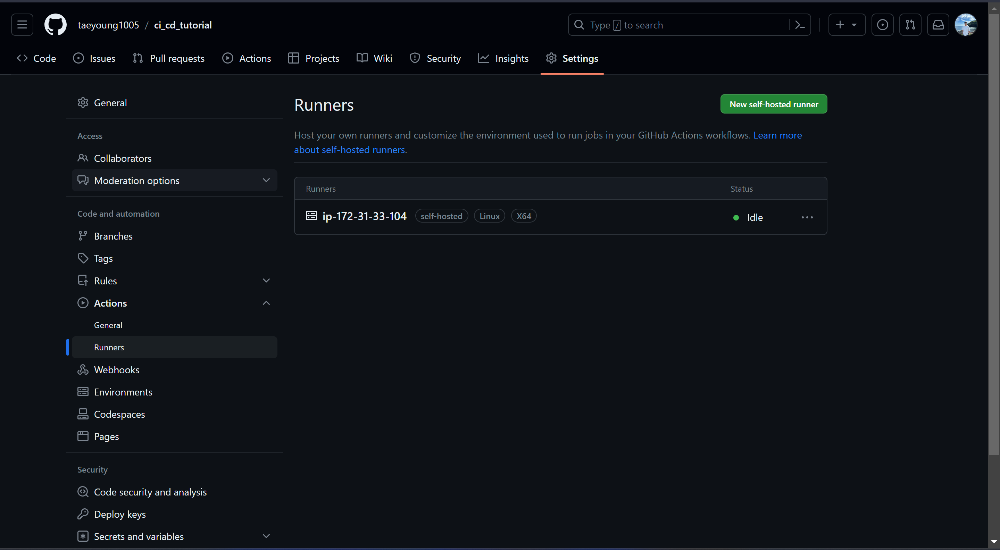 taeyoung1005 / ci_cd_tutorial
Type / to search
Code Issues Pull requests Actions Projects Wiki Security Insights Settings
General
Access
Collaborators
Moderation options
Code and automation
Branches
Tags
Rules
Actions
General
Runners
Webhooks
Environments
Codespaces
Pages
Security
Code security and analysis
Deploy keys
Secrets and variables
Runners
New self-hosted runner
Host your own runners and customize the environment used to run jobs in your GitHub Actions workflows. Learn more
about self-hosted runners.
Runners Status
ip-172-31-33-104 self-hosted Linux X64 Idle